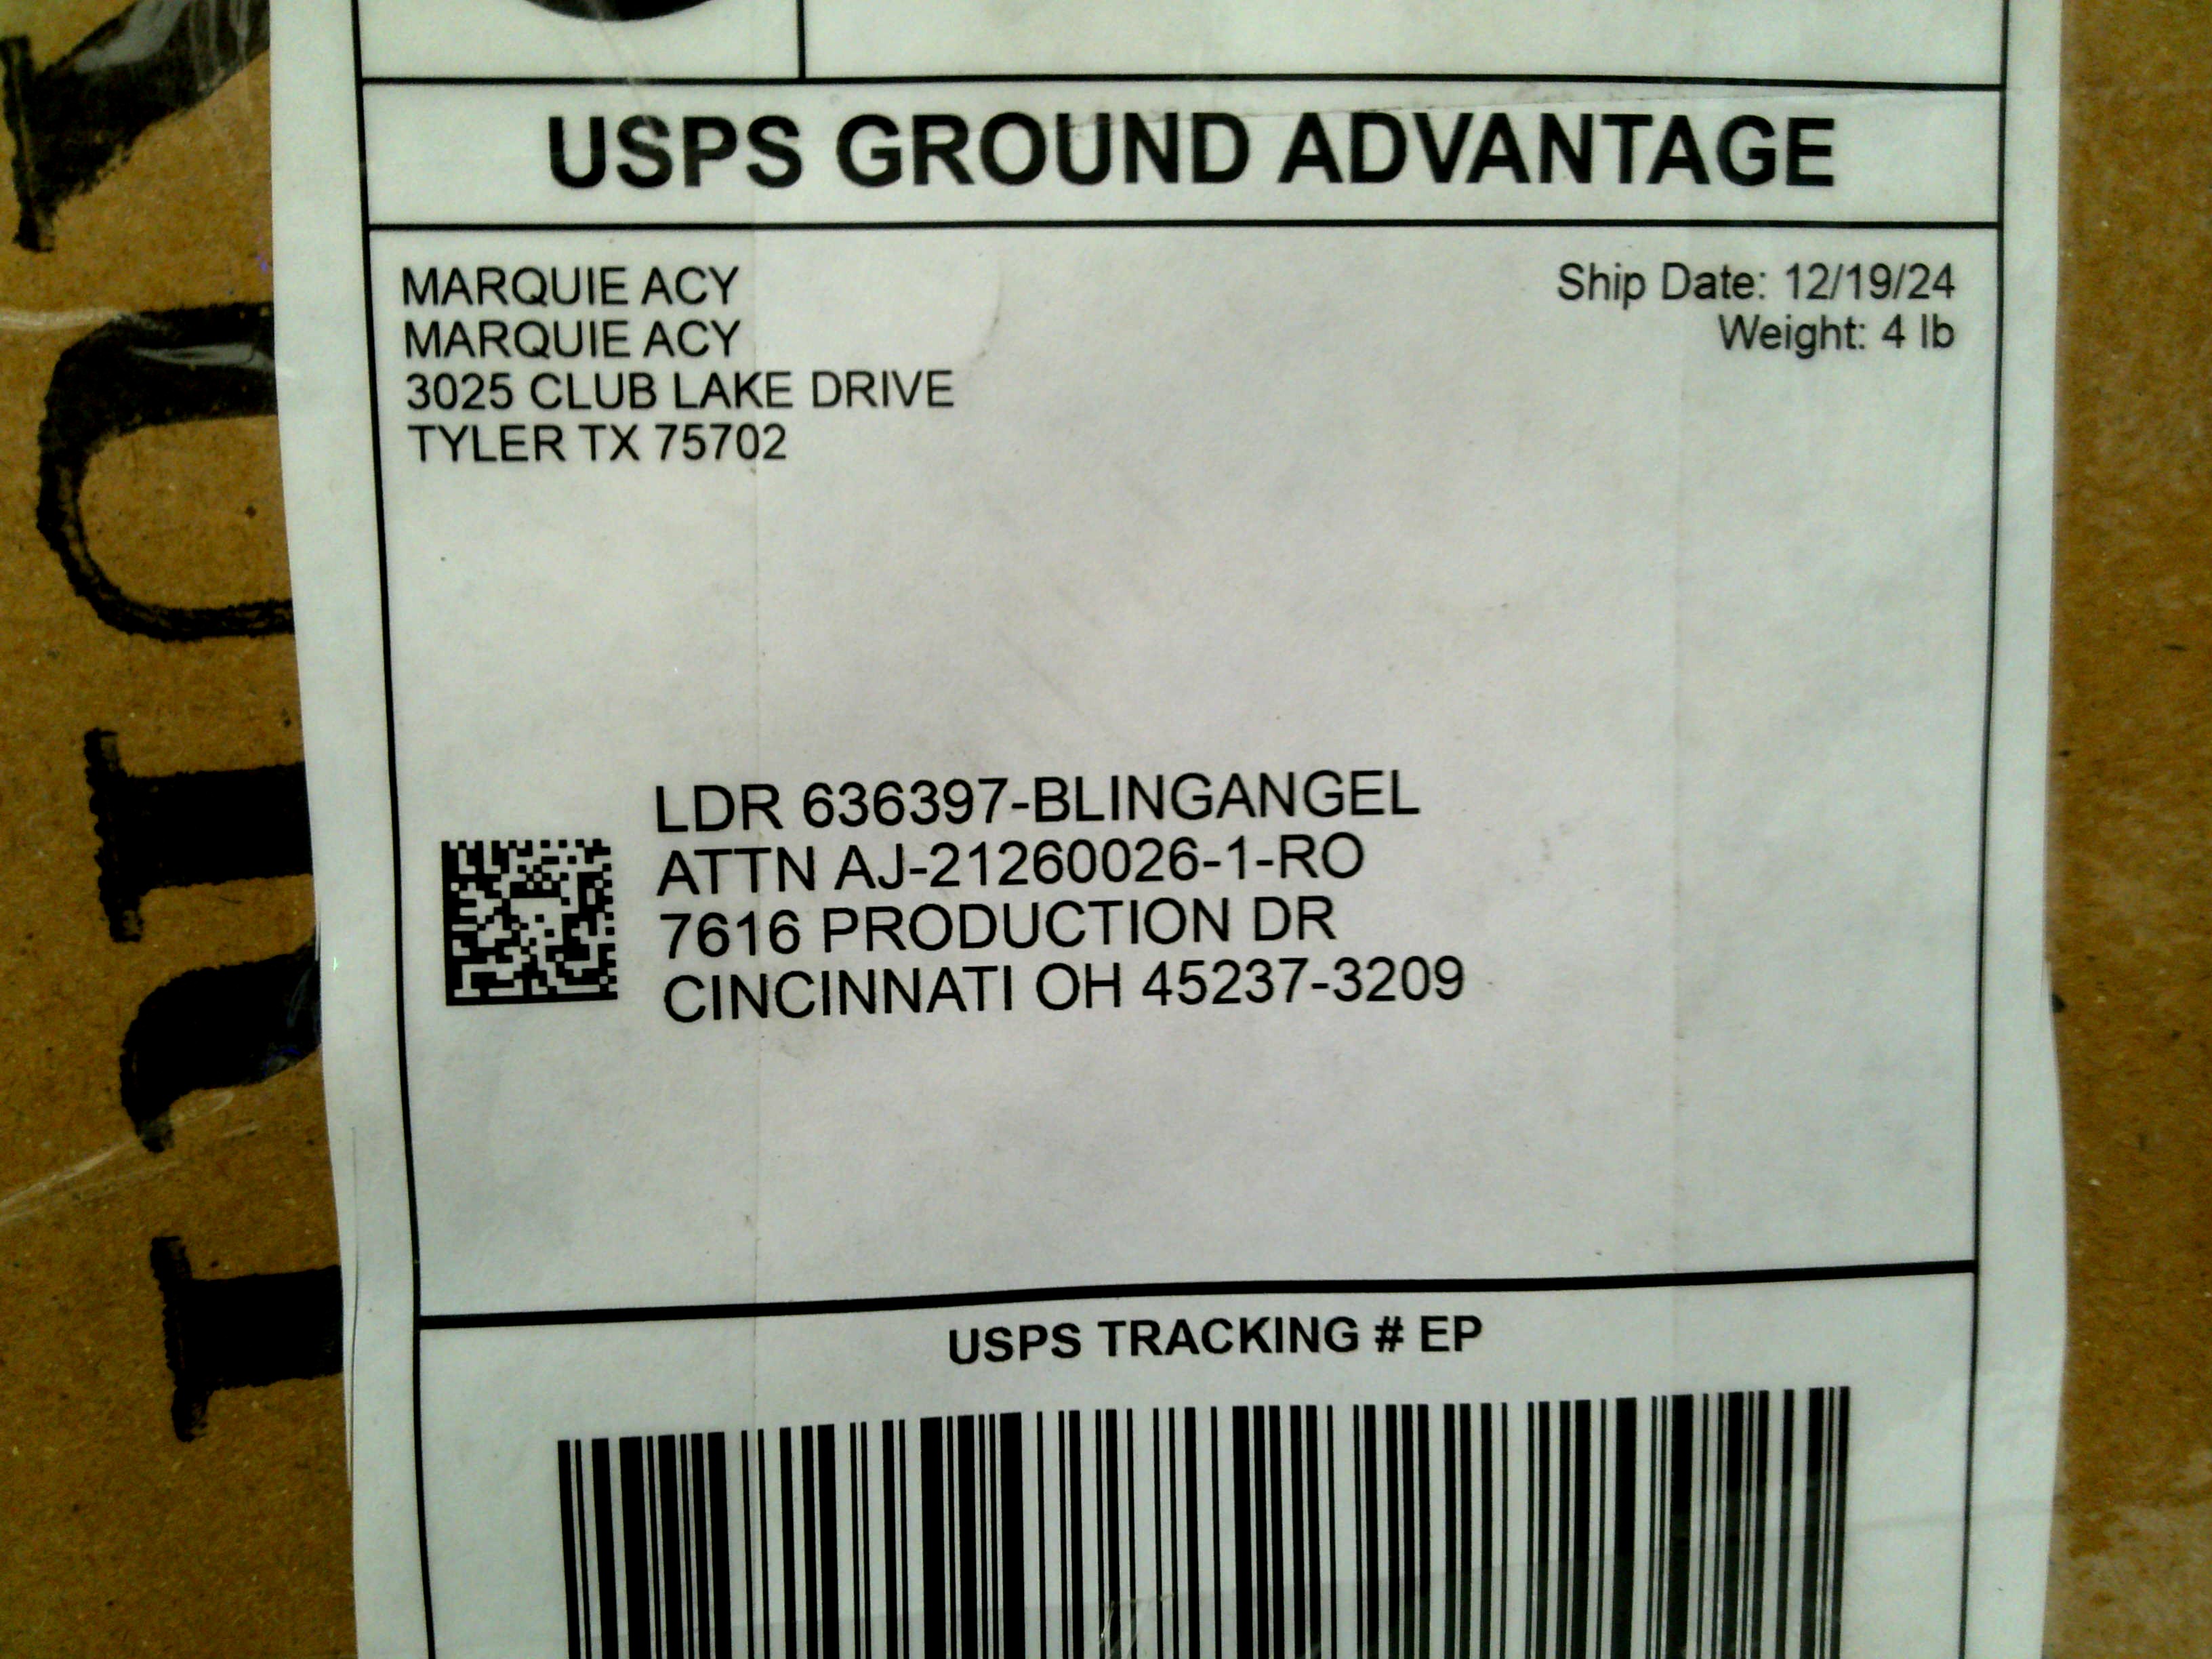 USPS GROUND ADVANTAGE
MARQUIE ACY
MARQUIE ACY
3025 CLUB LAKE DRIVE
TYLER TX 75702
Ship Date: 12/19/24
Weight: 4 lb
LDR 636397-BLINGANGEL
ATTN AJ-21260026-1-RO
7616 PRODUCTION DR
CINCINNATI OH 45237-3209
USPS TRACKING # EP